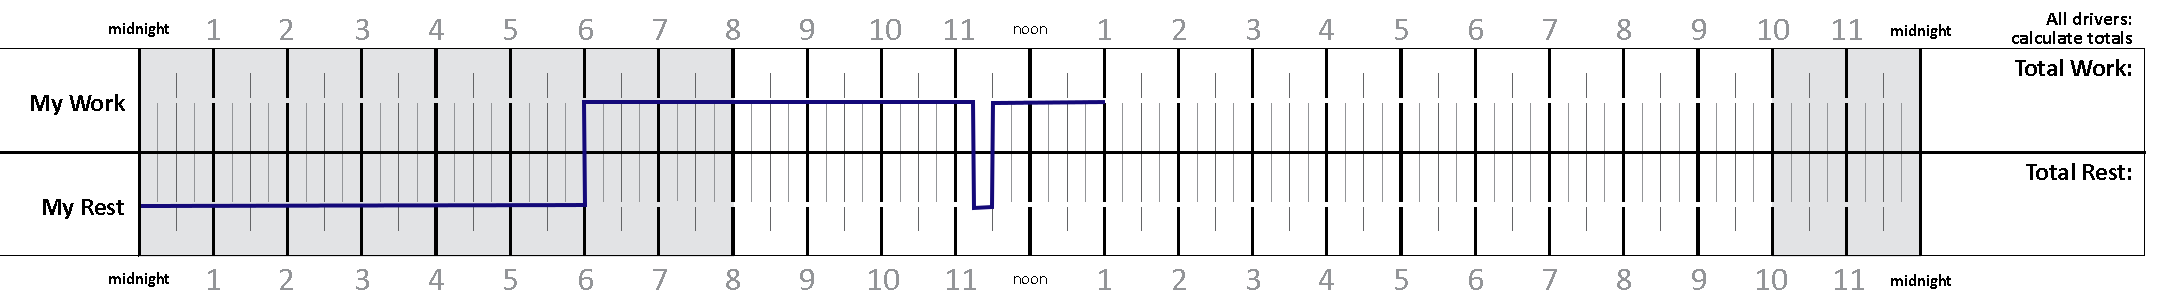 midnight 1 2 3 4 5 6 7 8 9 10 11 noon 1 2 3 4 5 6 7 8 9 10 11 midnight
All drivers:
calculate totals
My Work
Total Work:
My Rest
Total Rest:
midnight 1 2 3 4 5 6 7 8 9 10 11 noon 1 2 3 4 5 6 7 8 9 10 11 midnight